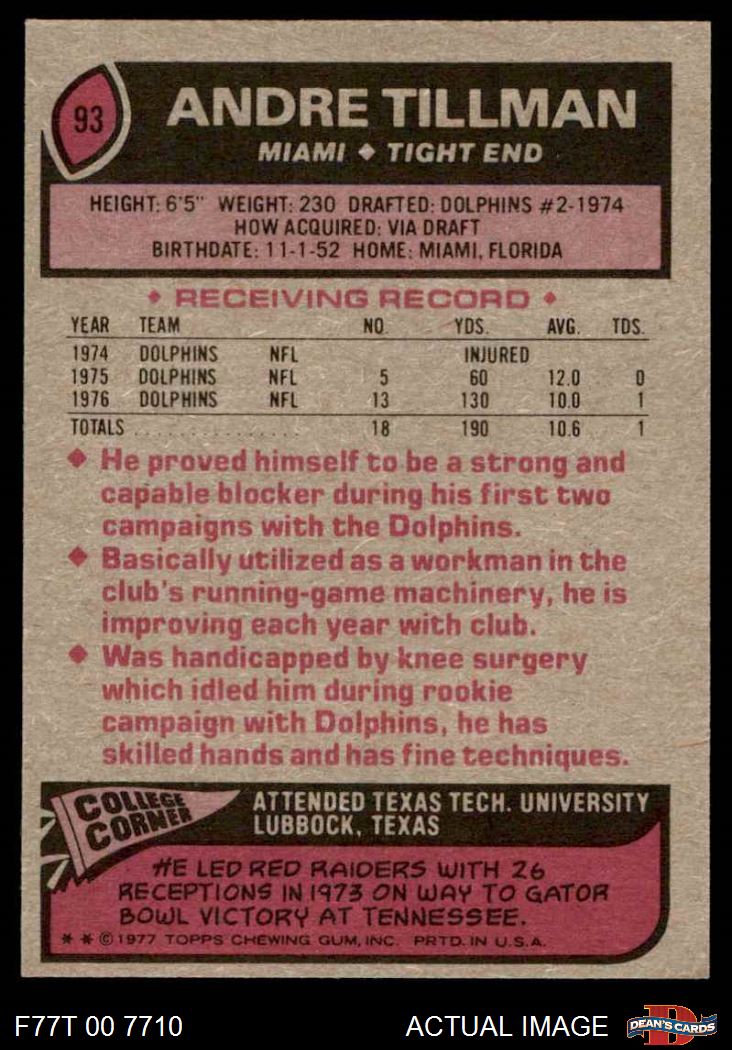 93
ANDRE TILLMAN
MIAMI ◆ TIGHT END
HEIGHT: 6'5" WEIGHT: 230 DRAFTED: DOLPHINS #2-1974
HOW ACQUIRED: VIA DRAFT
BIRTHDATE: 11-1-52 HOME: MIAMI, FLORIDA
◆ RECEIVING RECORD ◆
YEAR TEAM NO. YDS. AVG. TDS.
1974 DOLPHINS NFL INJURED
1975 DOLPHINS NFL 5 60 12.0 0
1976 DOLPHINS NFL 13 130 10.0 1
TOTALS . . . . . . . . . . . . . . . . . 18 190 10.6 1
◆ He proved himself to be a strong and
capable blocker during his first two
campaigns with the Dolphins.
◆ Basically utilized as a workman in the
club's running-game machinery, he is
improving each year with club.
◆ Was handicapped by knee surgery
which idled him during rookie
campaign with Dolphins, he has
skilled hands and has fine techniques.
COLLEGE
CORNER
ATTENDED TEXAS TECH. UNIVERSITY
LUBBOCK, TEXAS
HE LED RED RAIDERS WITH 26
RECEPTIONS IN 1973 ON WAY TO GATOR
BOWL VICTORY AT TENNESSEE.
* * © 1977 TOPPS CHEWING GUM, INC. PRTD. IN U.S.A.
F77T 00 7710
ACTUAL IMAGE
D
DEAN'S CARDS